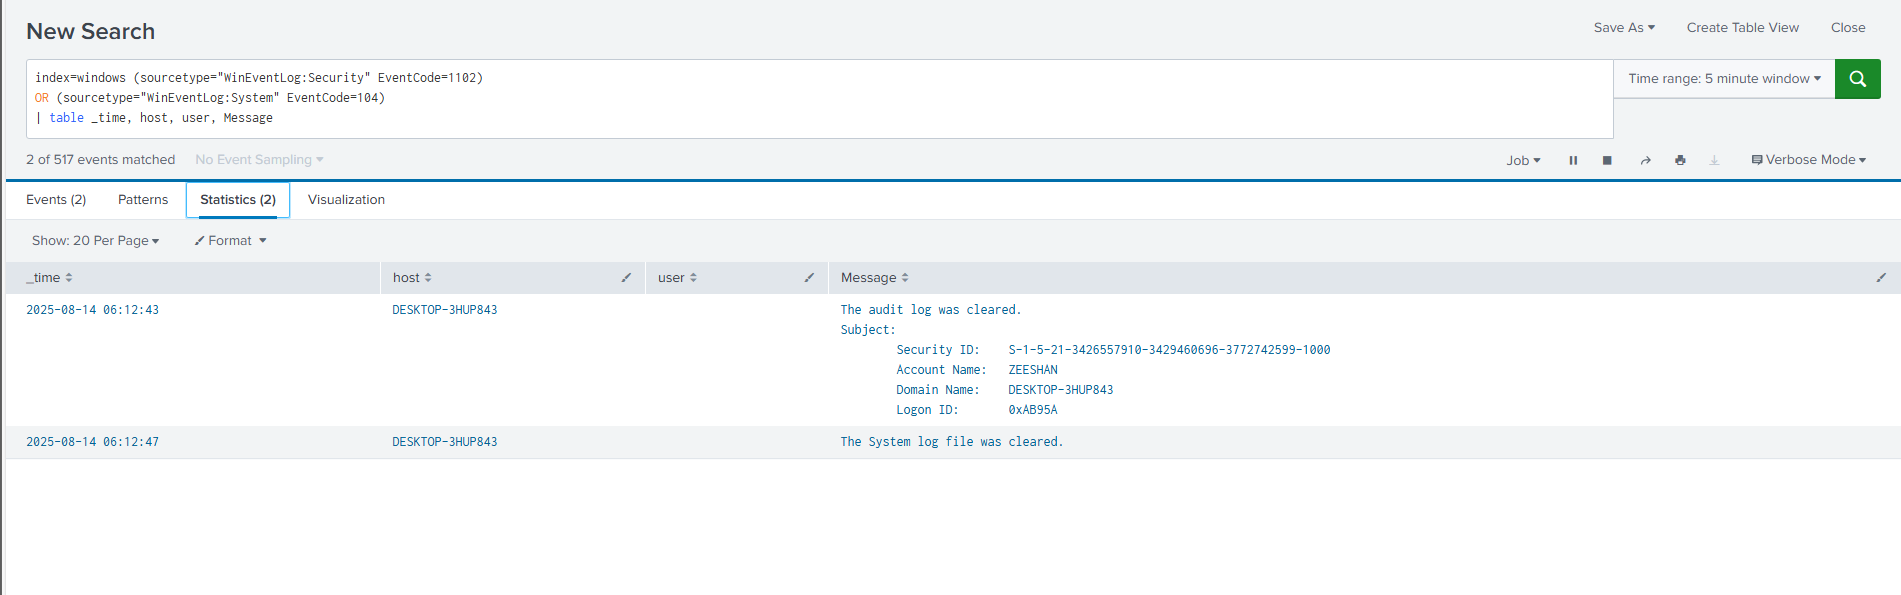 New Search
Save As Create Table View Close
index=windows (sourcetype="WinEventLog:Security" EventCode=1102)
OR (sourcetype="WinEventLog:System" EventCode=104)
| table _time, host, user, Message
Time range: 5 minute window
2 of 517 events matched No Event Sampling
Job Verbose Mode
Events (2) Patterns Statistics (2) Visualization
Show: 20 Per Page Format
_time host user Message
2025-08-14 06:12:43 DESKTOP-3HUP843 The audit log was cleared.
Subject:
Security ID: S-1-5-21-3426557910-3429460696-3772742599-1000
Account Name: ZEESHAN
Domain Name: DESKTOP-3HUP843
Logon ID: 0xAB95A
2025-08-14 06:12:47 DESKTOP-3HUP843 The System log file was cleared.